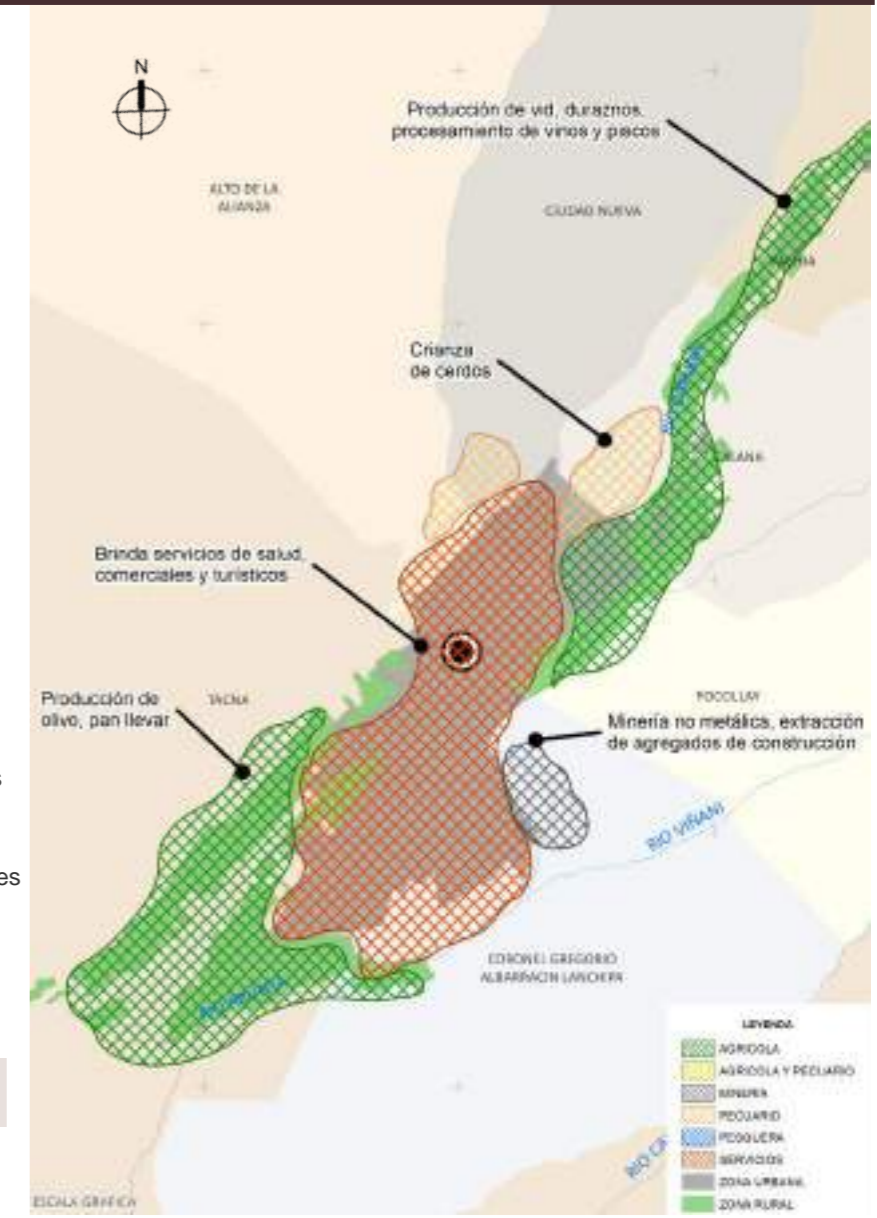 N
Producción de vid, duraznos,
procesamiento de vinos y piscos
ALTO DE LA
ALIANZA
CIUDAD NUEVA
Crianza
de cerdos
Brinda servicios de salud,
comerciales y turísticos
Producción de
olivo, pan llevar
TACNA
POCOLLAY
Minería no metálica, extracción
de agregados de construcción
RIO VIÑANI
s
es
CORONEL GREGORIO
ALBARRACIN LANCHIPA
LEYENDA
AGRICOLA
AGRICOLA Y PECUARIO
MINERÍA
PECUARIO
PESQUERA
SERVICIOS
ZONA URBANA
ZONA RURAL
RIO
ESCALA GRAFICA